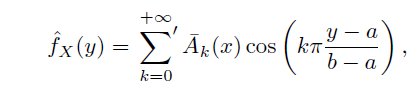 $\hat{f}_X(y) = \sum_{k=0}^{+\infty}{}' \bar{A}_k(x) \cos\left(k\pi \frac{y-a}{b-a}\right),$